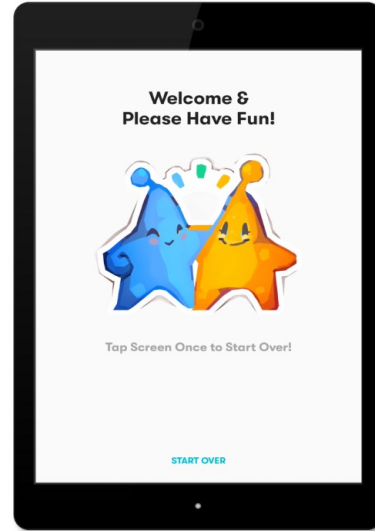 Welcome &
Please Have Fun!
Tap Screen Once to Start Over!
START OVER